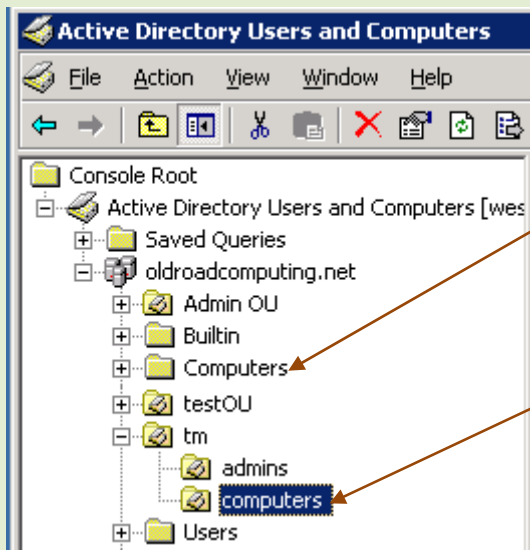 Active Directory Users and Computers
File Action View Window Help
Console Root
Active Directory Users and Computers [wes
Saved Queries
oldroadcomputing.net
Admin OU
Builtin
Computers
testOU
tm
admins
computers
Users